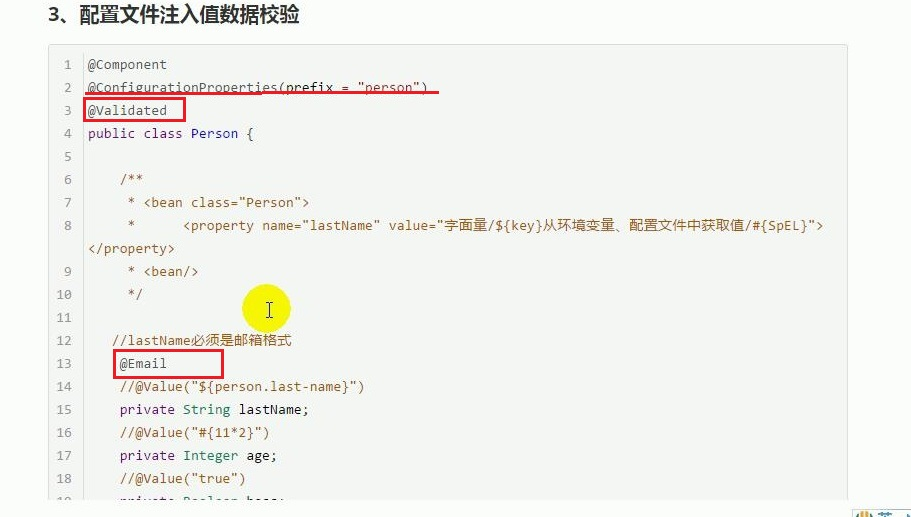 3、配置文件注入值数据校验
1 @Component
2 @ConfigurationProperties(prefix = "person")
3 @Validated
4 public class Person {
5
6 /**
7 * <bean class="Person">
8 * <property name="lastName" value="字面量/${key}从环境变量、配置文件中获取值/#{SpEL}">
</property>
9 * <bean/>
10 */
11
12 //lastName必须是邮箱格式
13 @Email
14 //@Value("${person.last-name}")
15 private String lastName;
16 //@Value("#{11*2}")
17 private Integer age;
18 //@Value("true")